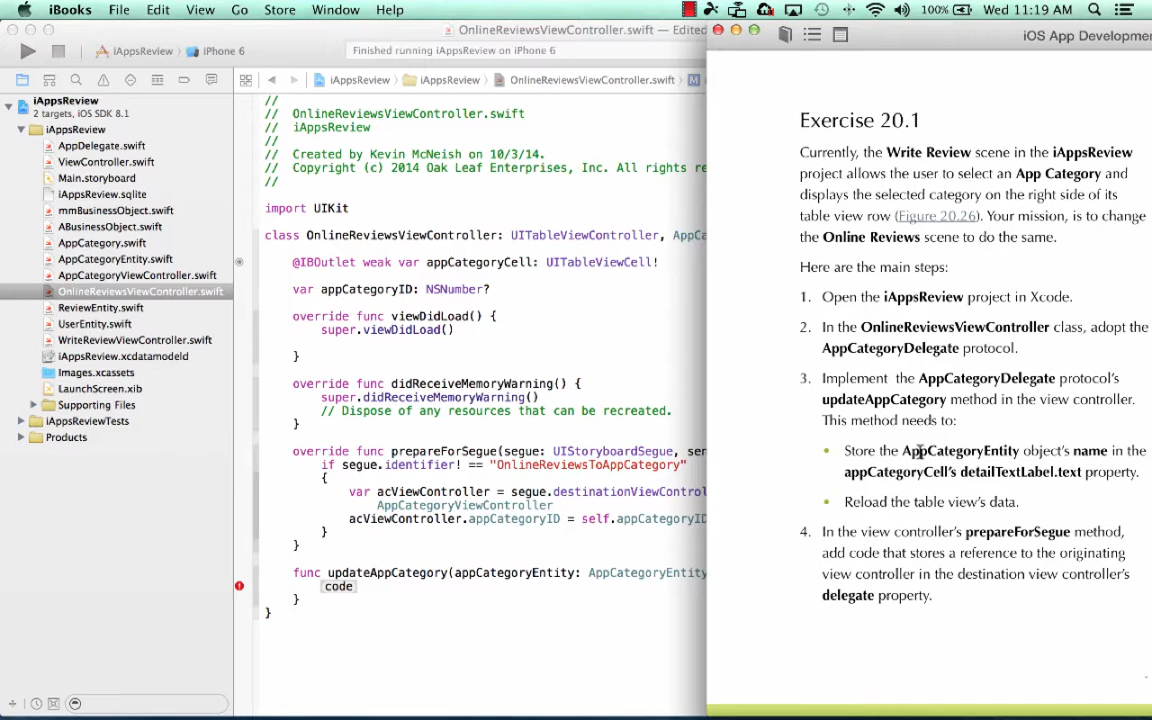 iBooks File Edit View Go Store Window Help 100% Wed 11:19 AM
OnlineReviewsViewController.swift — Edited
iAppsReview iPhone 6 Finished running iAppsReview on iPhone 6
iOS App Developmen
iAppsReview iAppsReview OnlineReviewsViewController.swift M
iAppsReview
2 targets, iOS SDK 8.1
iAppsReview
AppDelegate.swift
ViewController.swift
Main.storyboard
iAppsReview.sqlite
mmBusinessObject.swift
ABusinessObject.swift
AppCategory.swift
AppCategoryEntity.swift
AppCategoryViewController.swift
OnlineReviewsViewController.swift
ReviewEntity.swift
UserEntity.swift
WriteReviewViewController.swift
iAppsReview.xcdatamodeld
Images.xcassets
LaunchScreen.xib
Supporting Files
iAppsReviewTests
Products
//
// OnlineReviewsViewController.swift
// iAppsReview
//
// Created by Kevin McNeish on 10/3/14.
// Copyright (c) 2014 Oak Leaf Enterprises, Inc. All rights re
//
import UIKit
class OnlineReviewsViewController: UITableViewController, AppC
@IBOutlet weak var appCategoryCell: UITableViewCell!
var appCategoryID: NSNumber?
override func viewDidLoad() {
super.viewDidLoad()
}
override func didReceiveMemoryWarning() {
super.didReceiveMemoryWarning()
// Dispose of any resources that can be recreated.
}
override func prepareForSegue(segue: UIStoryboardSegue, sen
if segue.identifier! == "OnlineReviewsToAppCategory"
{
var acViewController = segue.destinationViewControl
AppCategoryViewController
acViewController.appCategoryID = self.appCategoryID
}
}
func updateAppCategory(appCategoryEntity: AppCategoryEntity
code
}
}
Exercise 20.1
Currently, the Write Review scene in the iAppsReview
project allows the user to select an App Category and
displays the selected category on the right side of its
table view row (Figure 20.26). Your mission, is to change
the Online Reviews scene to do the same.
Here are the main steps:
1. Open the iAppsReview project in Xcode.
2. In the OnlineReviewsViewController class, adopt the
AppCategoryDelegate protocol.
3. Implement the AppCategoryDelegate protocol's
updateAppCategory method in the view controller.
This method needs to:
• Store the AppCategoryEntity object's name in the
appCategoryCell's detailTextLabel.text property.
• Reload the table view's data.
4. In the view controller's prepareForSegue method,
add code that stores a reference to the originating
view controller in the destination view controller's
delegate property.